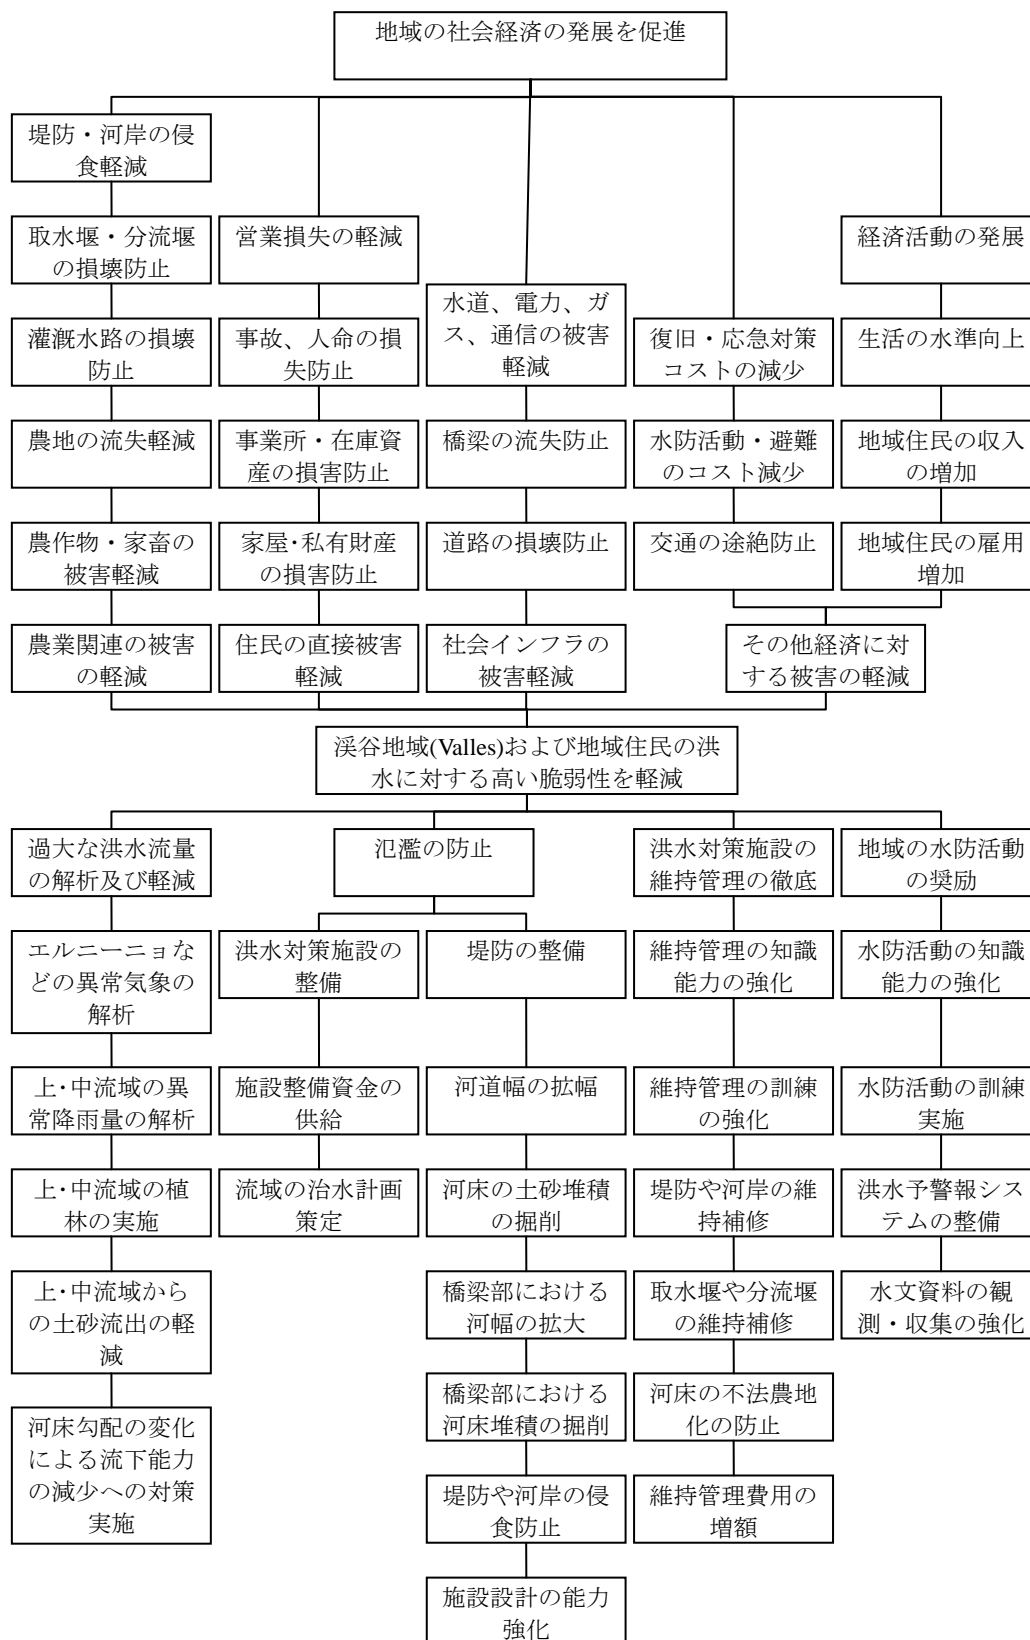 地域の社会経済の発展を促進
堤防・河岸の侵
食軽減
取水堰・分流堰
の損壊防止
灌漑水路の損壊
防止
農地の流失軽減
農作物・家畜の
被害軽減
農業関連の被害
の軽減
営業損失の軽減
事故、人命の損
失防止
事業所・在庫資
産の損害防止
家屋･私有財産
の損害防止
住民の直接被害
軽減
水道、電力、ガ
ス、通信の被害
軽減
橋梁の流失防止
道路の損壊防止
社会インフラの
被害軽減
復旧・応急対策
コストの減少
水防活動・避難
のコスト減少
交通の途絶防止
経済活動の発展
生活の水準向上
地域住民の収入
の増加
地域住民の雇用
増加
その他経済に対
する被害の軽減
渓谷地域(Valles)および地域住民の洪
水に対する高い脆弱性を軽減
過大な洪水流量
の解析及び軽減
エルニーニョな
どの異常気象の
解析
上･中流域の異
常降雨量の解析
上･中流域の植
林の実施
上･中流域から
の土砂流出の軽
減
河床勾配の変化
による流下能力
の減少への対策
実施
氾濫の防止
洪水対策施設の
整備
施設整備資金の
供給
流域の治水計画
策定
堤防の整備
河道幅の拡幅
河床の土砂堆積
の掘削
橋梁部における
河幅の拡大
橋梁部における
河床堆積の掘削
堤防や河岸の侵
食防止
施設設計の能力
強化
洪水対策施設の
維持管理の徹底
維持管理の知識
能力の強化
維持管理の訓練
の強化
堤防や河岸の維
持補修
取水堰や分流堰
の維持補修
河床の不法農地
化の防止
維持管理費用の
増額
地域の水防活動
の奨励
水防活動の知識
能力の強化
水防活動の訓練
実施
洪水予警報シス
テムの整備
水文資料の観
測・収集の強化